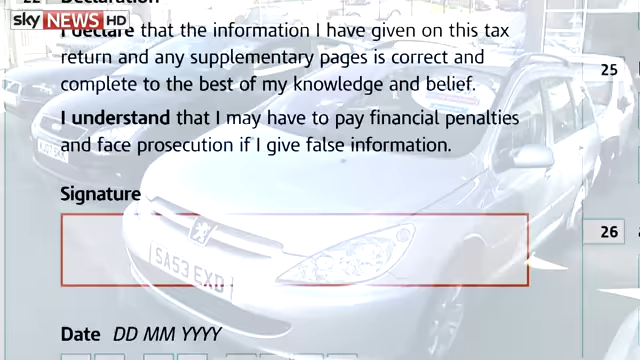 sky NEWS HD
22 Declaration
I declare that the information I have given on this tax
return and any supplementary pages is correct and
complete to the best of my knowledge and belief.
25
I understand that I may have to pay financial penalties
and face prosecution if I give false information.
Signature
26
SA53 EXD
Date DD MM YYYY